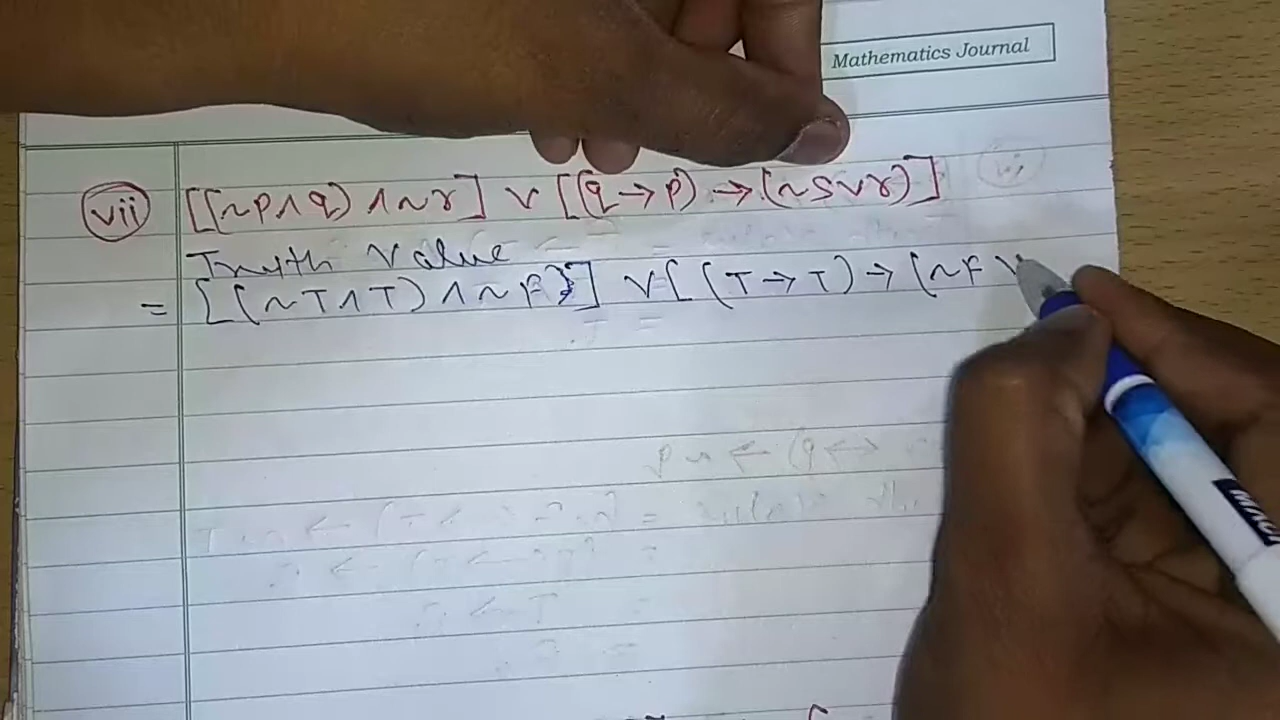 Mathematics Journal
vii [(~p∧q)∧~r] ∨ [(q→p)→(~s∨r)]
Truth Value
= [(~T∧T)∧~F)] ∨ [(T→T)→(~F ∨